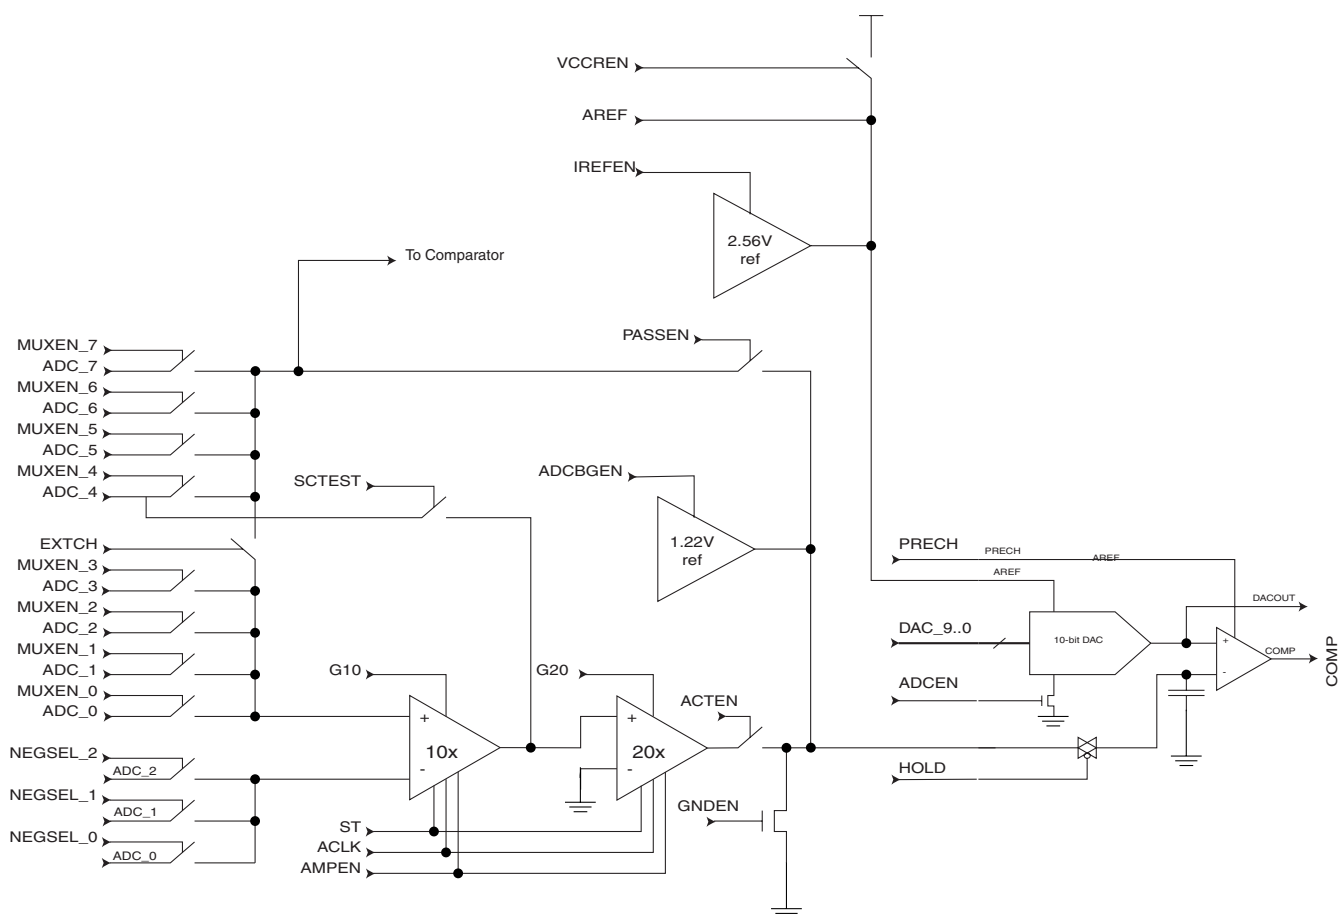 VCCREN
AREF
IREFEN
2.56V
ref
To Comparator
PASSEN
MUXEN_7
ADC_7
MUXEN_6
ADC_6
MUXEN_5
ADC_5
MUXEN_4
ADC_4
SCTEST
ADCBGEN
1.22V
ref
EXTCH
MUXEN_3
ADC_3
MUXEN_2
ADC_2
MUXEN_1
ADC_1
MUXEN_0
ADC_0
PRECH
PRECH
AREF
AREF
DACOUT
DAC_9..0
10-bit DAC
+
-
COMP
COMP
ADCEN
G10
G20
ACTEN
+
10x
-
+
20x
-
NEGSEL_2
ADC_2
NEGSEL_1
ADC_1
NEGSEL_0
ADC_0
HOLD
GNDEN
ST
ACLK
AMPEN